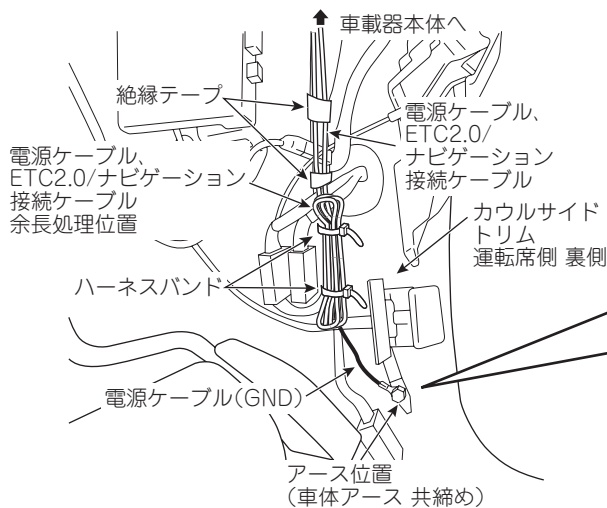 車載器本体へ
絶縁テープ
電源ケーブル、
ETC2.0/
ナビゲーション
接続ケーブル
電源ケーブル、
ETC2.0/ナビゲーション
接続ケーブル
余長処理位置
カウルサイド
トリム
運転席側 裏側
ハーネスバンド
電源ケーブル(GND)
アース位置
(車体アース 共締め)